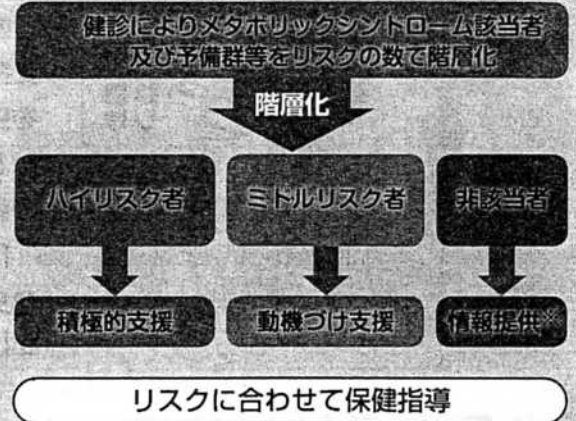 健診によりメタボリックシントローム該当者
及び予備群等をリスクの数で階層化
階層化
ハイリスク者
ミドルリスク者
非該当者
積極的支援
動機づけ支援
情報提供※
リスクに合わせて保健指導